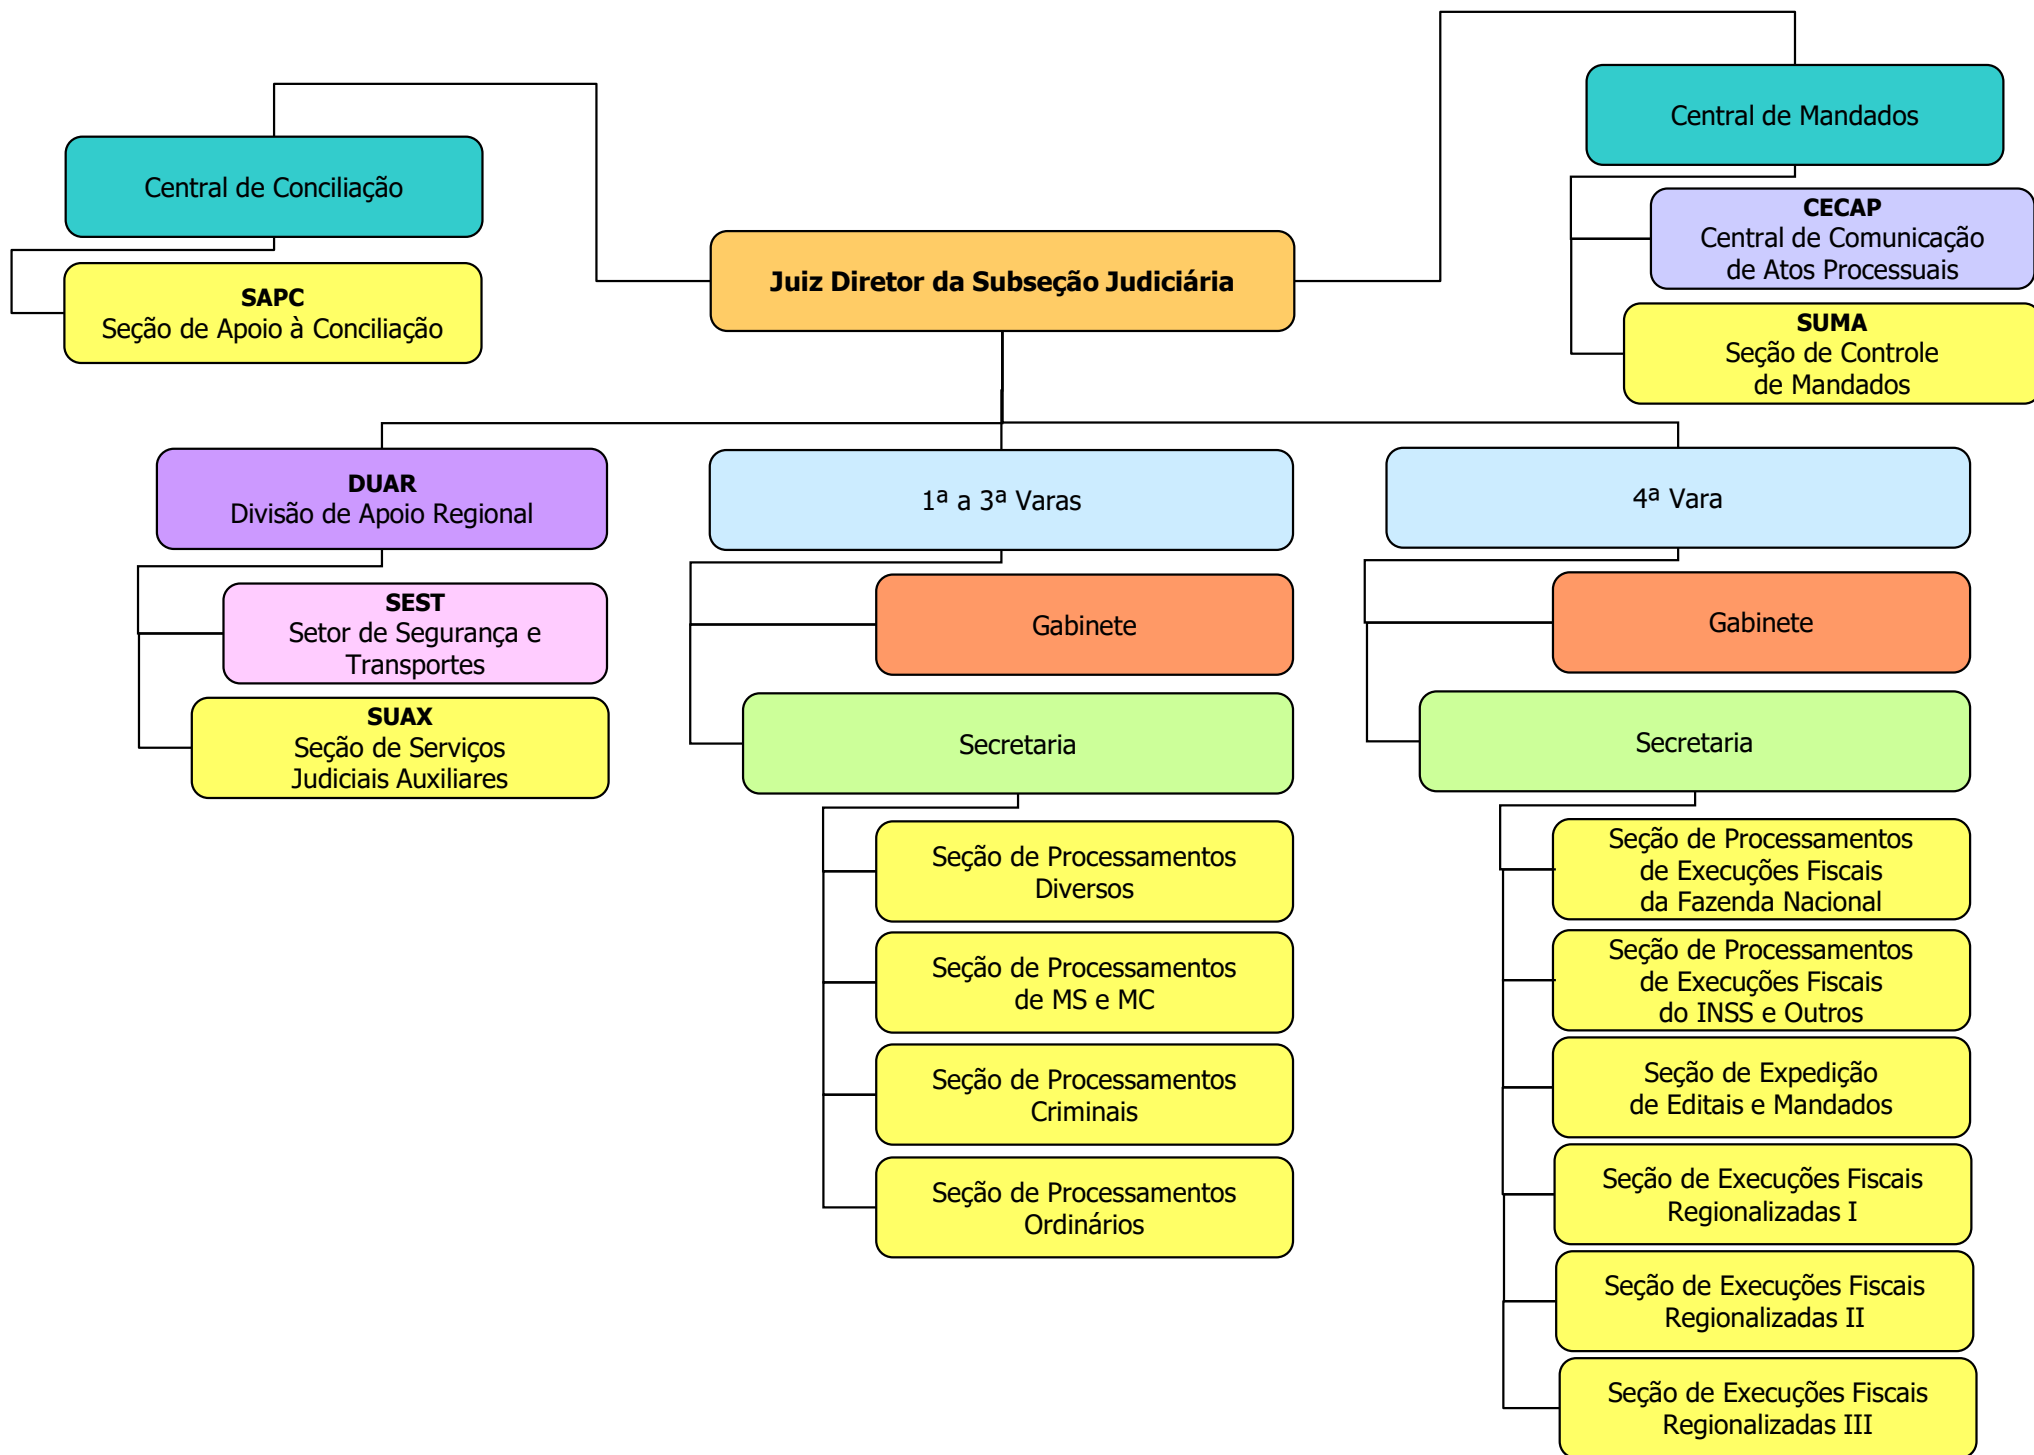 Central de Mandados
Central de Conciliação
CECAP
Central de Comunicação
de Atos Processuais
Juiz Diretor da Subseção Judiciária
SAPC
Seção de Apoio à Conciliação
SUMA
Seção de Controle
de Mandados
DUAR
Divisão de Apoio Regional
SEST
Setor de Segurança e
Transportes
SUAX
Seção de Serviços
Judiciais Auxiliares
1ª a 3ª Varas
Gabinete
Secretaria
Seção de Processamentos
Diversos
Seção de Processamentos
de MS e MC
Seção de Processamentos
Criminais
Seção de Processamentos
Ordinários
4ª Vara
Gabinete
Secretaria
Seção de Processamentos
de Execuções Fiscais
da Fazenda Nacional
Seção de Processamentos
de Execuções Fiscais
do INSS e Outros
Seção de Expedição
de Editais e Mandados
Seção de Execuções Fiscais
Regionalizadas I
Seção de Execuções Fiscais
Regionalizadas II
Seção de Execuções Fiscais
Regionalizadas III